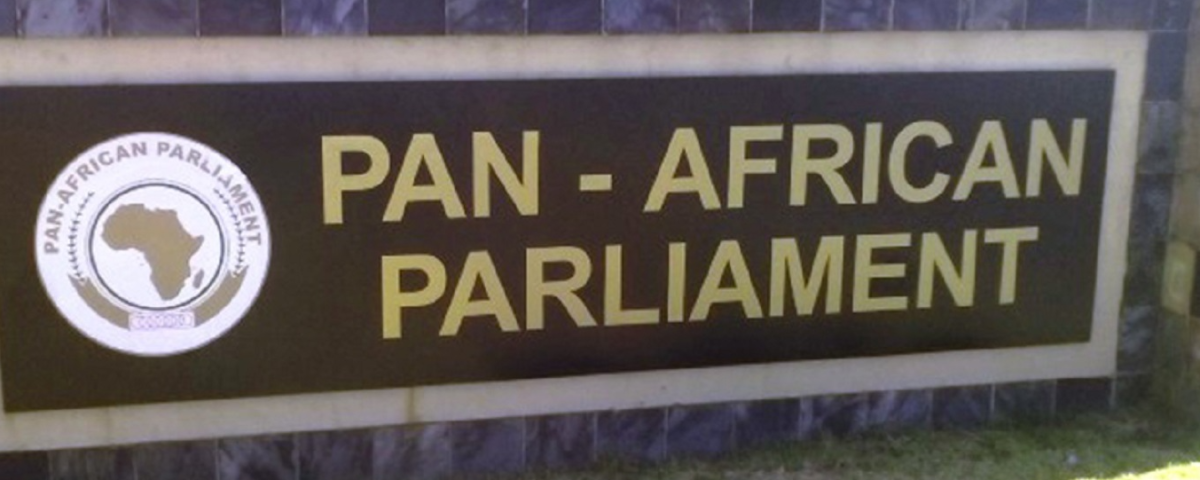 PAN-AFRICAN PARLIAMENT
PAN - AFRICAN
PARLIAMENT